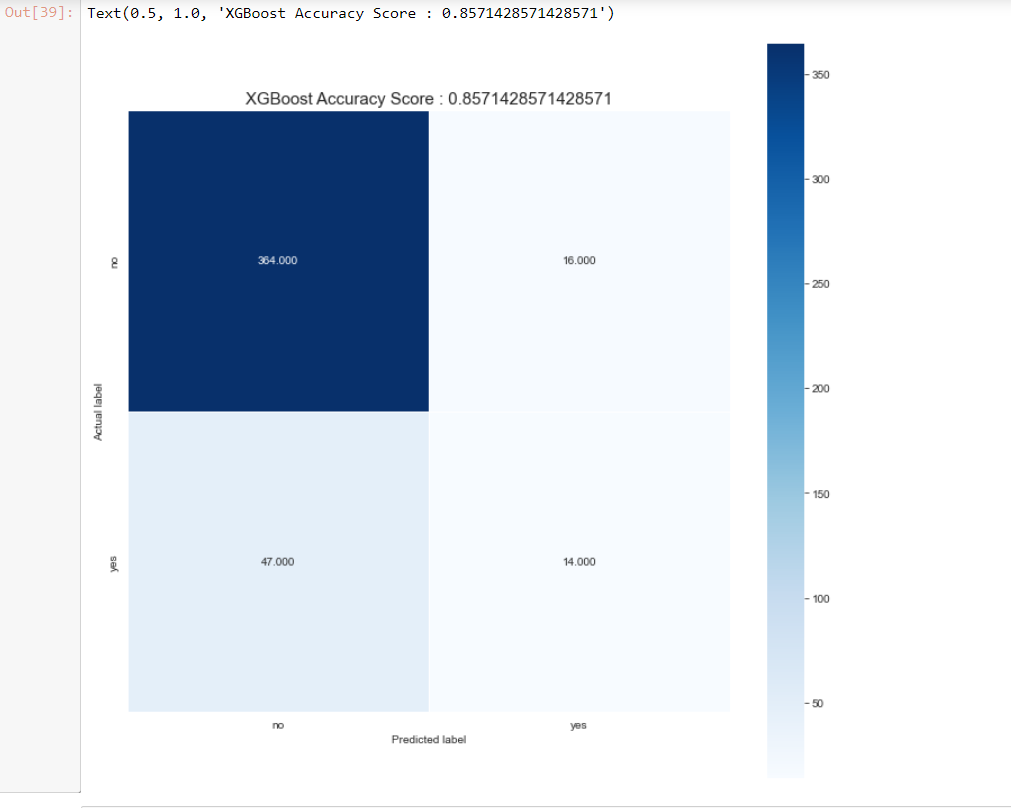 Out[39]: Text(0.5, 1.0, 'XGBoost Accuracy Score : 0.8571428571428571')
XGBoost Accuracy Score : 0.8571428571428571
350
300
250
200
150
100
50
Actual label
no
364.000
16.000
yes
47.000
14.000
no
yes
Predicted label